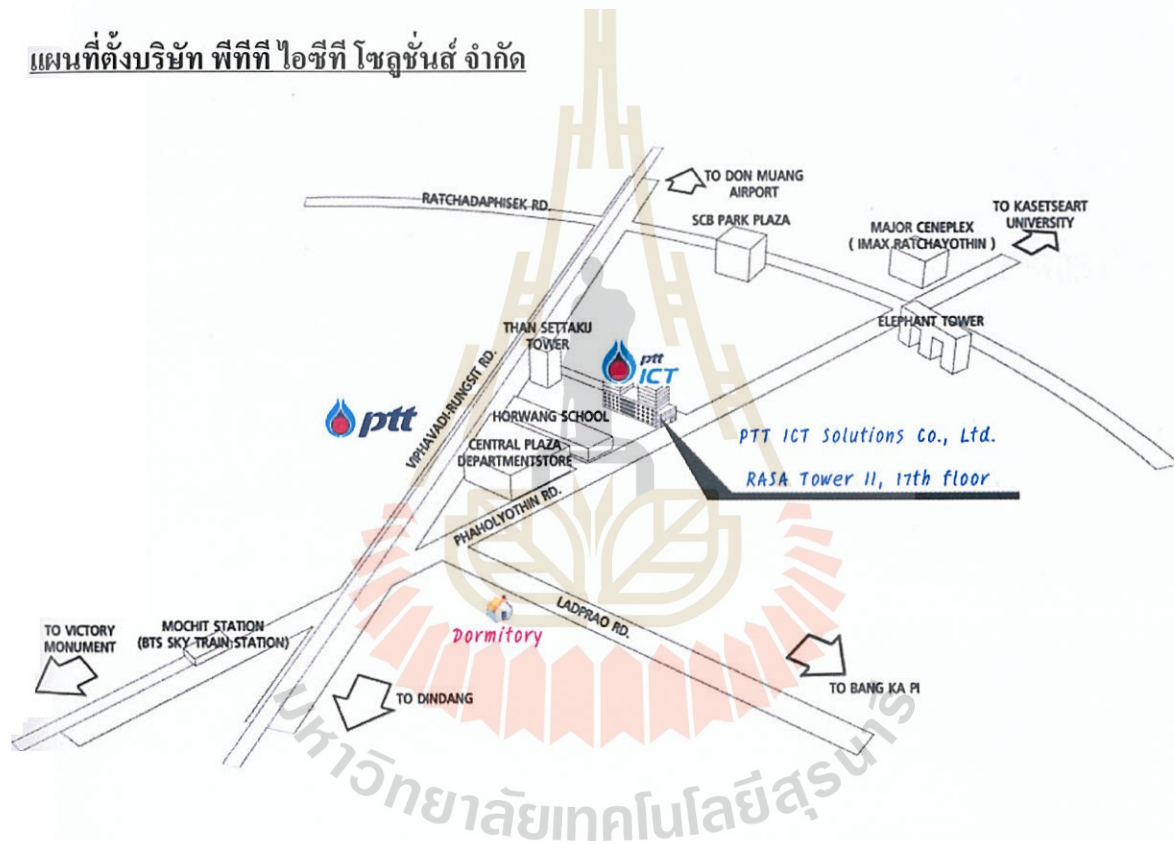 แผนที่ตั้งบริษัท พีทีที ไอซีที โซลูชั่นส์ จำกัด
TO DON MUANG
AIRPORT
RATCHADAPHISEK RD.
SCB PARK PLAZA
TO KASETSEART
UNIVERSITY
MAJOR CENEPLEX
( IMAX RATCHAYOTHIN )
ELEPHANT TOWER
THAN SETTAKIJ
TOWER
ptt
ICT
VIPHAVADI-RUNGSIT RD.
ptt
HORWANG SCHOOL
CENTRAL PLAZA
DEPARTMENTSTORE
PTT ICT Solutions Co., Ltd.
RASA Tower II, 17th floor
PHAHOLYOTHIN RD.
LADPRAO RD.
Dormitory
TO VICTORY
MONUMENT
MOCHIT STATION
(BTS SKY TRAIN STATION)
TO DINDANG
TO BANG KA PI
มหาวิทยาลัยเทคโนโลยีสุรนารี